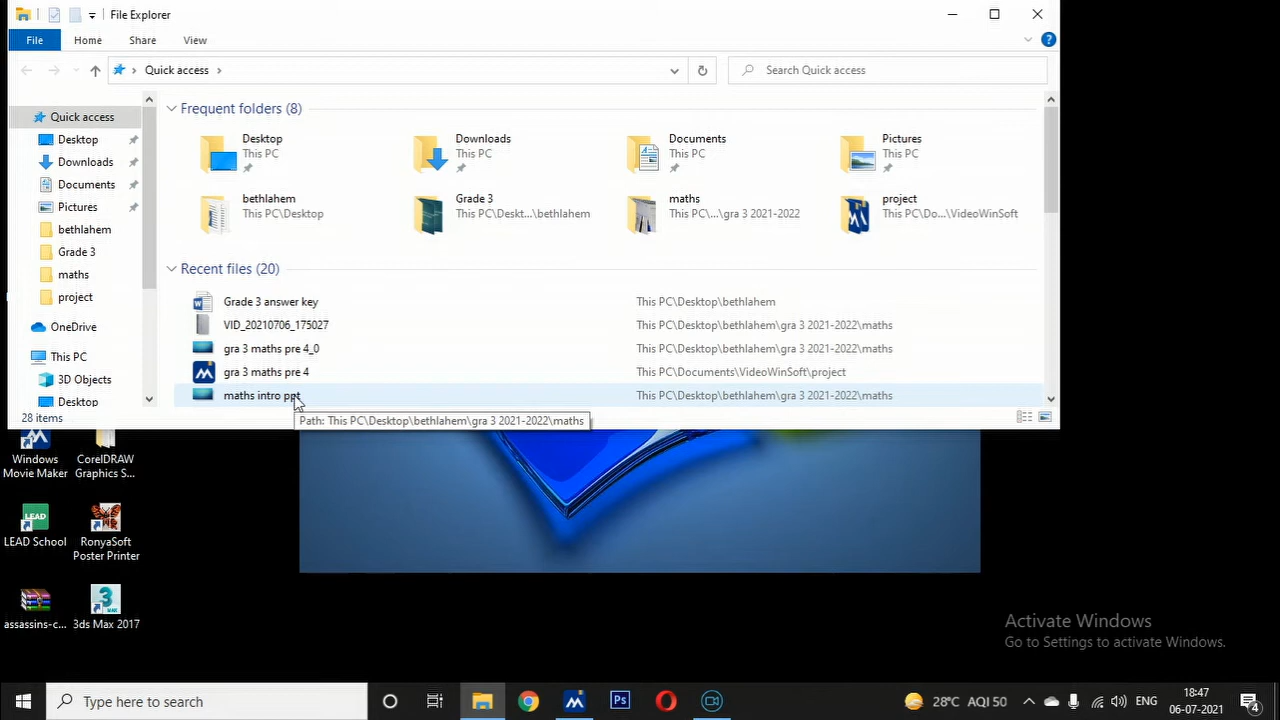 File Explorer
File Home Share View
Quick access
Search Quick access
Quick access
Desktop
Downloads
Documents
Pictures
bethlahem
Grade 3
maths
project
OneDrive
This PC
3D Objects
Desktop
Frequent folders (8)
Desktop
This PC
Downloads
This PC
Documents
This PC
Pictures
This PC
bethlahem
This PC\Desktop
Grade 3
This PC\Deskt...\bethlahem
maths
This PC\...\gra 3 2021-2022
project
This PC\Do...\VideoWinSoft
Recent files (20)
Grade 3 answer key This PC\Desktop\bethlahem
VID_20210706_175027 This PC\Desktop\bethlahem\gra 3 2021-2022\maths
gra 3 maths pre 4_0 This PC\Desktop\bethlahem\gra 3 2021-2022\maths
gra 3 maths pre 4 This PC\Documents\VideoWinSoft\project
maths intro ppt This PC\Desktop\bethlahem\gra 3 2021-2022\maths
Path: This PC\Desktop\bethlahem\gra 3 2021-2022\maths
28 items
Windows
Movie Maker
CorelDRAW
Graphics S...
LEAD
LEAD School
RonyaSoft
Poster Printer
assassins-c...
3
MAX
3ds Max 2017
Activate Windows
Go to Settings to activate Windows.
Type here to search
Ps
28°C AQI 50
ENG
18:47
06-07-2021
4